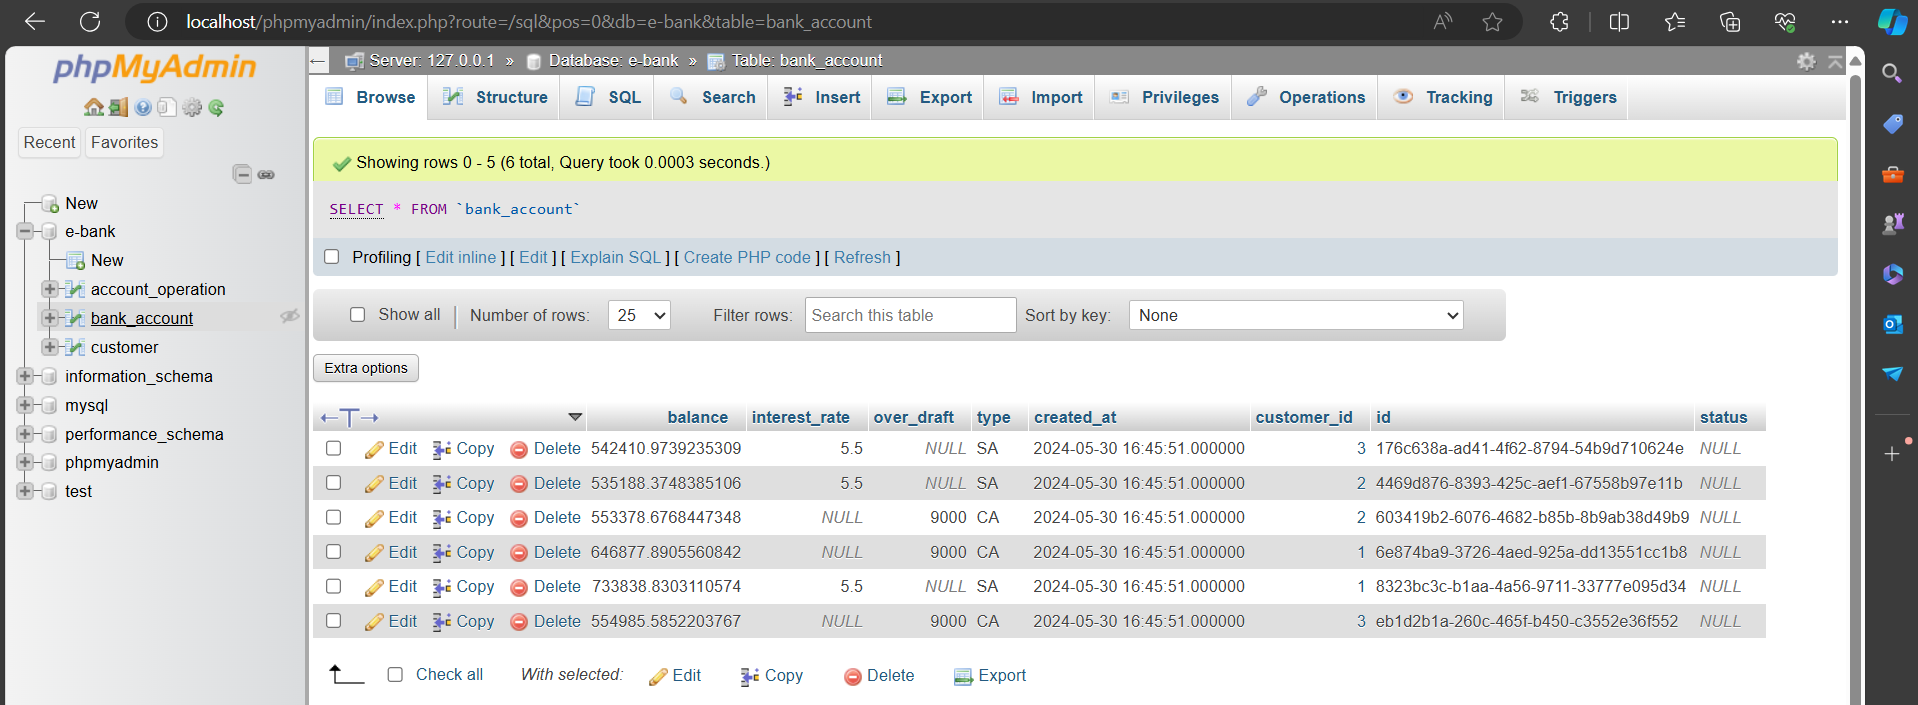 localhost/phpmyadmin/index.php?route=/sql&pos=0&db=e-bank&table=bank_account
phpMyAdmin
Recent Favorites
New
e-bank
New
account_operation
bank_account
customer
information_schema
mysql
performance_schema
phpmyadmin
test
Server: 127.0.0.1 » Database: e-bank » Table: bank_account
Browse Structure SQL Search Insert Export Import Privileges Operations Tracking Triggers
Showing rows 0 - 5 (6 total, Query took 0.0003 seconds.)
SELECT * FROM `bank_account`
Profiling [ Edit inline ] [ Edit ] [ Explain SQL ] [ Create PHP code ] [ Refresh ]
Show all Number of rows: 25 Filter rows: Search this table Sort by key: None
Extra options
balance interest_rate over_draft type created_at customer_id id status
Edit Copy Delete 542410.9739235309 5.5 NULL SA 2024-05-30 16:45:51.000000 3 176c638a-ad41-4f62-8794-54b9d710624e NULL
Edit Copy Delete 535188.3748385106 5.5 NULL SA 2024-05-30 16:45:51.000000 2 4469d876-8393-425c-aef1-67558b97e11b NULL
Edit Copy Delete 553378.6768447348 NULL 9000 CA 2024-05-30 16:45:51.000000 2 603419b2-6076-4682-b85b-8b9ab38d49b9 NULL
Edit Copy Delete 646877.8905560842 NULL 9000 CA 2024-05-30 16:45:51.000000 1 6e874ba9-3726-4aed-925a-dd13551cc1b8 NULL
Edit Copy Delete 733838.8303110574 5.5 NULL SA 2024-05-30 16:45:51.000000 1 8323bc3c-b1aa-4a56-9711-33777e095d34 NULL
Edit Copy Delete 554985.5852203767 NULL 9000 CA 2024-05-30 16:45:51.000000 3 eb1d2b1a-260c-465f-b450-c3552e36f552 NULL
Check all With selected: Edit Copy Delete Export